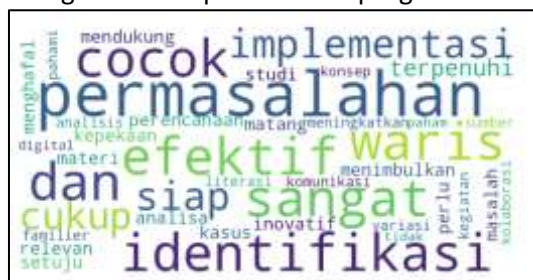 mendukung
implementasi
cocok
menghafal
pahami
studi
konsep
terpenuhi
permasalahan
analisis
perencanaan
matang
meningkatkan
paham
sumber
kepekaan
digital
materi
efektif
waris
menimbulkan
dan
literasi
komunikasi
siap
sangat
cukup
analisa
inovatif
variasi
perlu
kegiatan
masalah
kolaborasi
familier
kasus
tidak
relevan
setuju
identifikasi